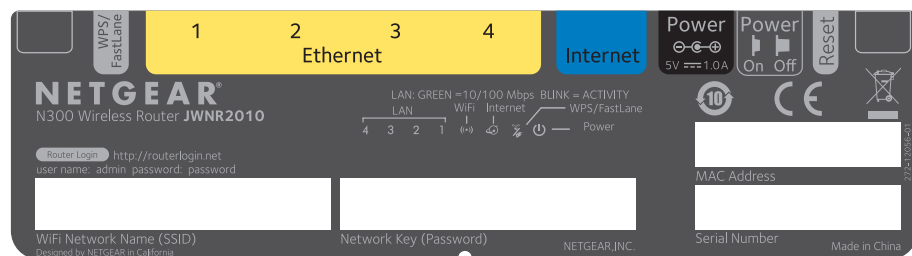 WPS/
FastLane
1 2 3 4
Ethernet
Internet
Power
5V 1.0A
Power
On Off
Reset
NETGEAR®
N300 Wireless Router JWNR2010
LAN: GREEN =10/100 Mbps BLINK = ACTIVITY
LAN WiFi Internet WPS/FastLane
4 3 2 1 Power
10
CE
Router Login http://routerlogin.net
user name: admin password: password
MAC Address
272-12056-01
WiFi Network Name (SSID)
Network Key (Password)
Serial Number
Designed by NETGEAR in California
NETGEAR,INC.
Made in China